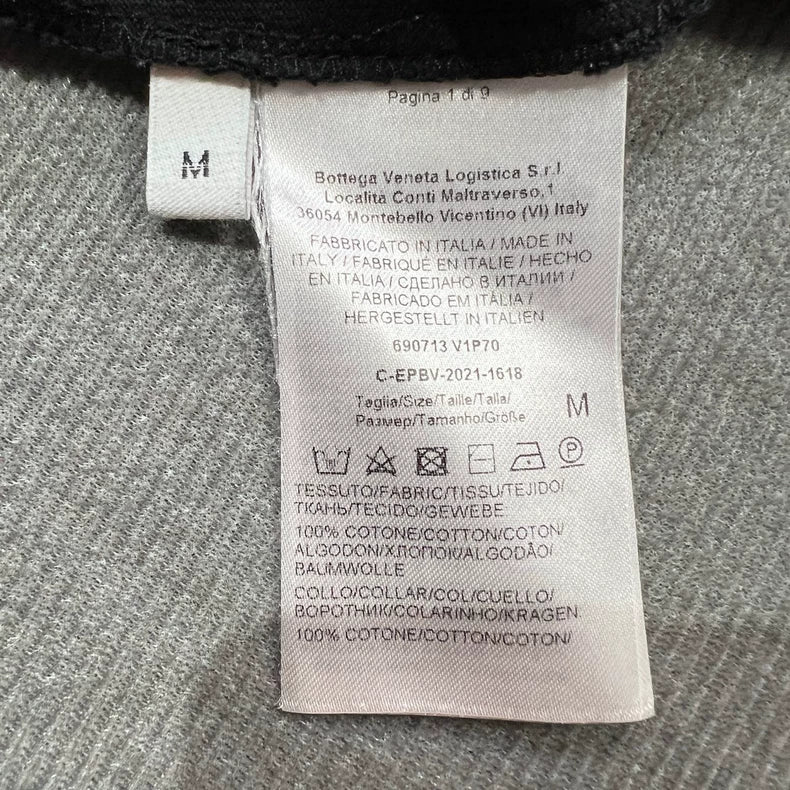 M
Pagina 1 di 9
Bottega Veneta Logistica S.r.l.
Località Conti Maltraverso,1
36054 Montebello Vicentino (VI) Italy
FABBRICATO IN ITALIA / MADE IN
ITALY / FABRIQUÉ EN ITALIE / HECHO
EN ITALIA / СДЕЛАНО В ИТАЛИИ /
FABRICADO EM ITÁLIA /
HERGESTELLT IN ITALIEN
690713 V1P70
C-EPBV-2021-1618
Taglia/Size/Taille/Talla/
Размер/Tamanho/Größe
M
P
TESSUTO/FABRIC/TISSU/TEJIDO/
ТКАНЬ/TECIDO/GEWEBE
100% COTONE/COTTON/COTON/
ALGODON/ХЛОПОК/ALGODÃO/
BAUMWOLLE
COLLO/COLLAR/COL/CUELLO/
ВОРОТНИК/COLARINHO/KRAGEN
100% COTONE/COTTON/COTON/